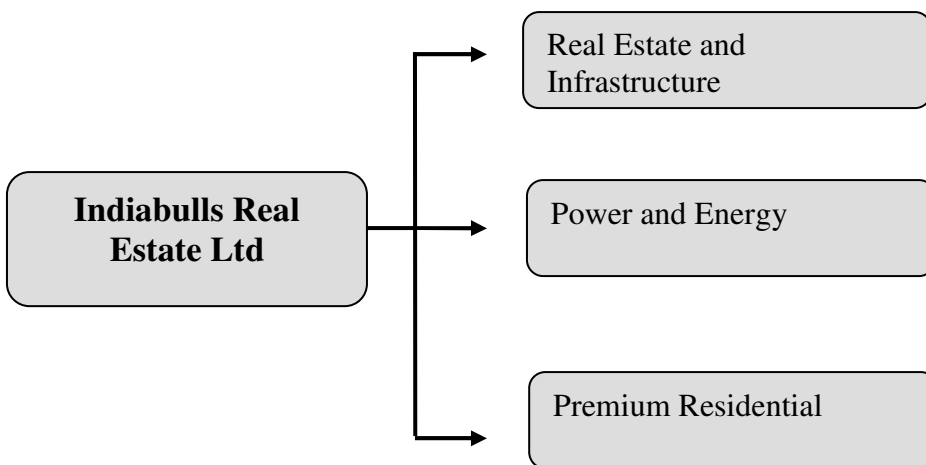 Real Estate and
Infrastructure
Indiabulls Real
Estate Ltd
Power and Energy
Premium Residential